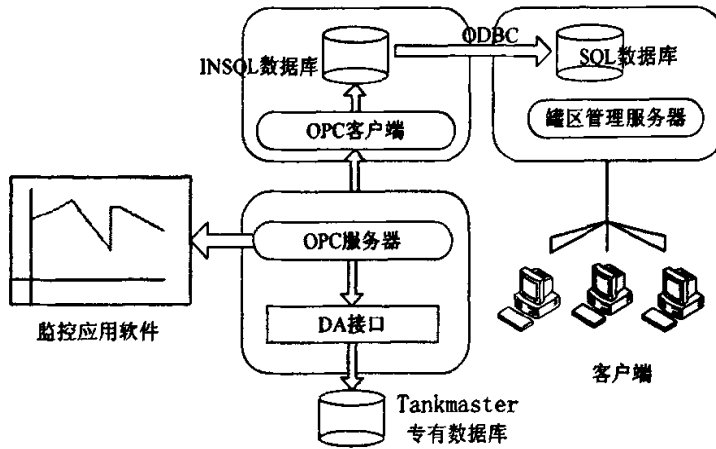 ODBC
INSQL数据库
SQL数据库
OPC客户端
罐区管理服务器
OPC服务器
DA接口
监控应用软件
客户端
Tankmaster
专有数据库